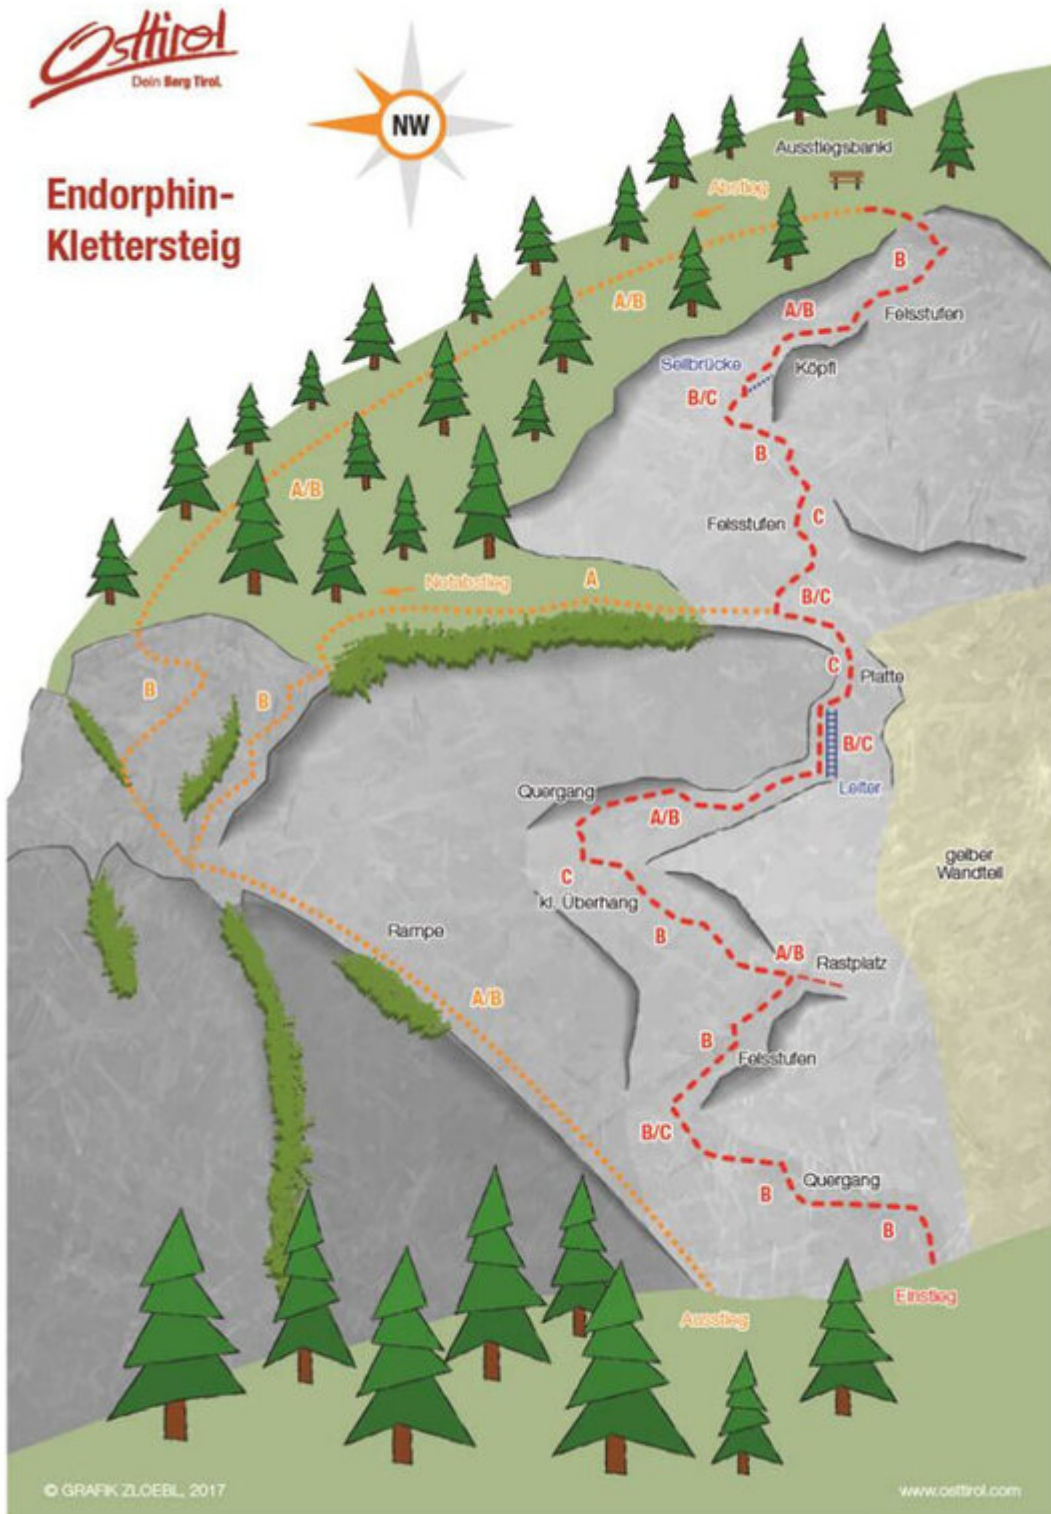 Osttirol
Dein Berg Tirol.
NW
Endorphin-
Klettersteig
Ausstiegsbankl
Abstieg
B
A/B
A/B
Felsstufen
Seilbrücke
Köpfl
B/C
B
A/B
C
Felsstufen
Notabstieg
A
B/C
C
Platte
B
B
B/C
Leiter
Quergang
A/B
gelber
Wandteil
C
kl. Überhang
Rampe
B
A/B
Rastplatz
A/B
B
Felsstufen
B/C
Quergang
B
B
Einstieg
Ausstieg
© GRAFIK ZLOEBL, 2017
www.osttirol.com